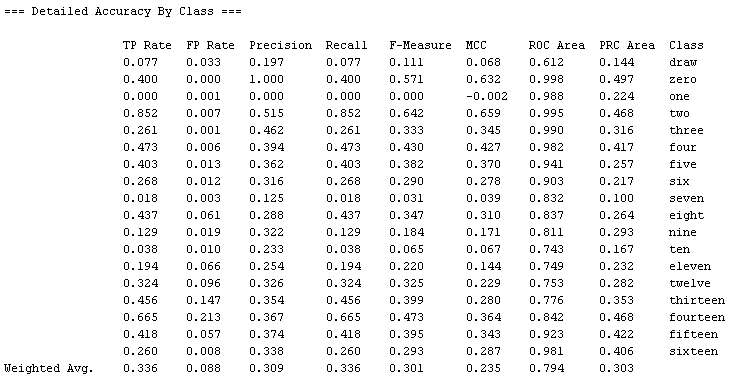 === Detailed Accuracy By Class ===
TP Rate FP Rate Precision Recall F-Measure MCC ROC Area PRC Area Class
0.077 0.033 0.197 0.077 0.111 0.068 0.612 0.144 draw
0.400 0.000 1.000 0.400 0.571 0.632 0.998 0.497 zero
0.000 0.001 0.000 0.000 0.000 -0.002 0.988 0.224 one
0.852 0.007 0.515 0.852 0.642 0.659 0.995 0.468 two
0.261 0.001 0.462 0.261 0.333 0.345 0.990 0.316 three
0.473 0.006 0.394 0.473 0.430 0.427 0.982 0.417 four
0.403 0.013 0.362 0.403 0.382 0.370 0.941 0.257 five
0.268 0.012 0.316 0.268 0.290 0.278 0.903 0.217 six
0.018 0.003 0.125 0.018 0.031 0.039 0.832 0.100 seven
0.437 0.061 0.288 0.437 0.347 0.310 0.837 0.264 eight
0.129 0.019 0.322 0.129 0.184 0.171 0.811 0.293 nine
0.038 0.010 0.233 0.038 0.065 0.067 0.743 0.167 ten
0.194 0.066 0.254 0.194 0.220 0.144 0.749 0.232 eleven
0.324 0.096 0.326 0.324 0.325 0.229 0.753 0.282 twelve
0.456 0.147 0.354 0.456 0.399 0.280 0.776 0.353 thirteen
0.665 0.213 0.367 0.665 0.473 0.364 0.842 0.468 fourteen
0.418 0.057 0.374 0.418 0.395 0.343 0.923 0.422 fifteen
0.260 0.008 0.338 0.260 0.293 0.287 0.981 0.406 sixteen
Weighted Avg. 0.336 0.088 0.309 0.336 0.301 0.235 0.794 0.303